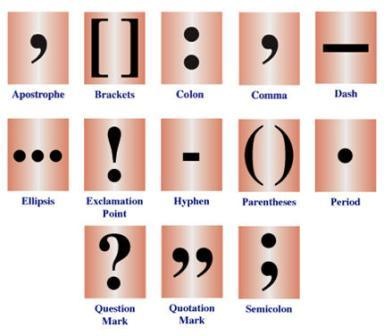 Apostrophe Brackets Colon Comma Dash
Ellipsis Exclamation Point Hyphen Parentheses Period
Question Mark Quotation Mark Semicolon